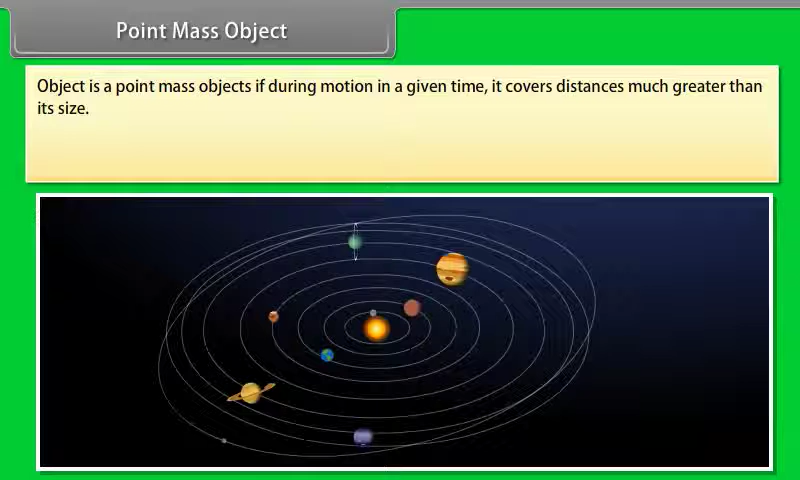 Point Mass Object
Object is a point mass objects if during motion in a given time, it covers distances much greater than
its size.